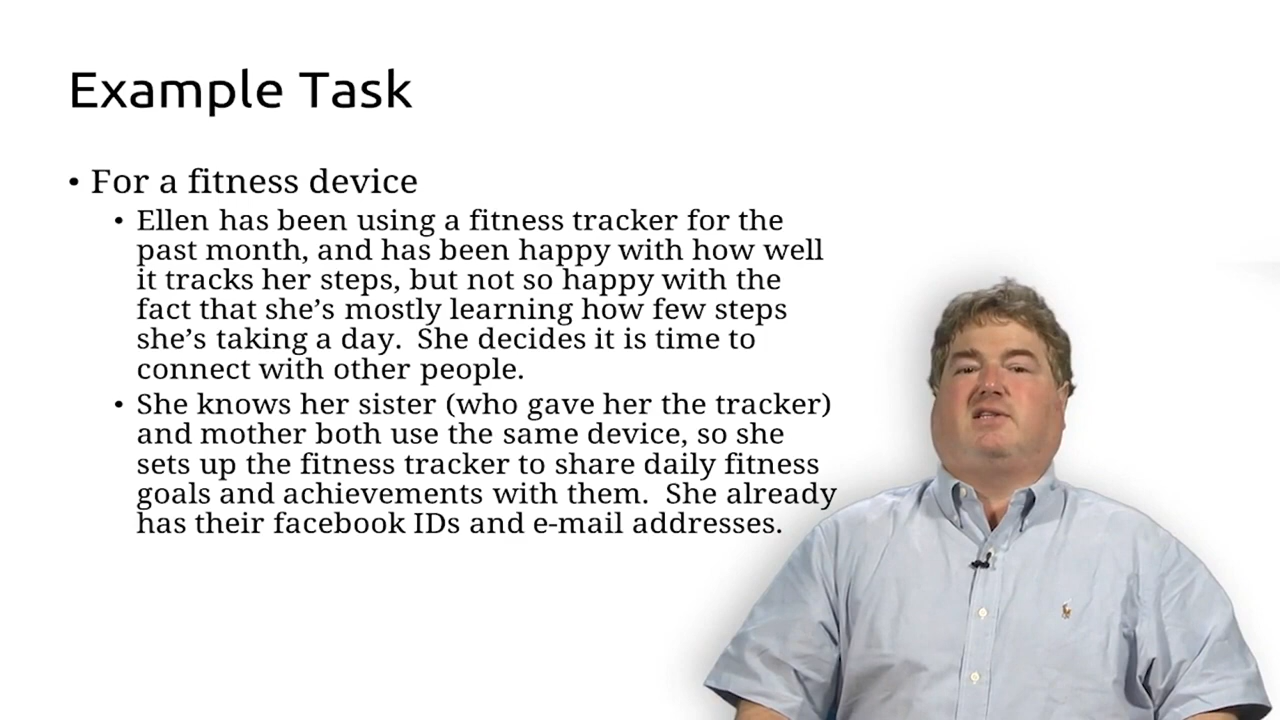 Example Task
• For a fitness device
• Ellen has been using a fitness tracker for the
past month, and has been happy with how well
it tracks her steps, but not so happy with the
fact that she’s mostly learning how few steps
she’s taking a day.  She decides it is time to
connect with other people.
• She knows her sister (who gave her the tracker)
and mother both use the same device, so she
sets up the fitness tracker to share daily fitness
goals and achievements with them.  She already
has their facebook IDs and e-mail addresses.